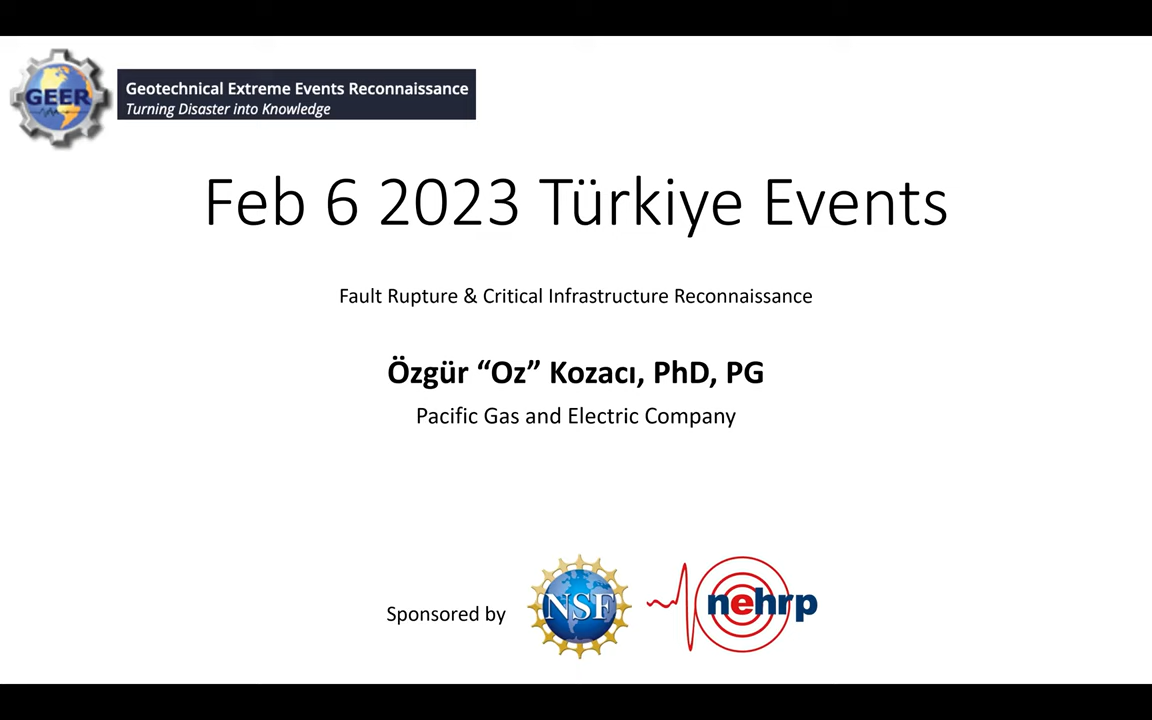 GEER
Geotechnical Extreme Events Reconnaissance
Turning Disaster into Knowledge
Feb 6 2023 Türkiye Events
Fault Rupture & Critical Infrastructure Reconnaissance
Özgür “Oz” Kozacı, PhD, PG
Pacific Gas and Electric Company
Sponsored by
NSF
nehrp